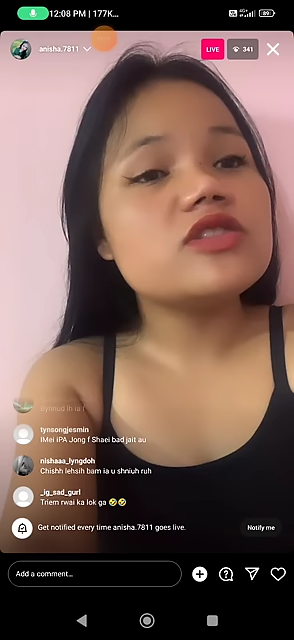 12:08 PM | 177K...
89
anisha.7811
LIVE
341
tynsongjesmin
IMei IPA Jong f Shaei bad jait au
nishaaa_lyngdoh
Chishh lehsih bam ia u shniuh ruh
_ig_sad_gurl
Triem rwai ka lok ga 🤣🤣
Get notified every time anisha.7811 goes live.
Notify me
Add a comment...